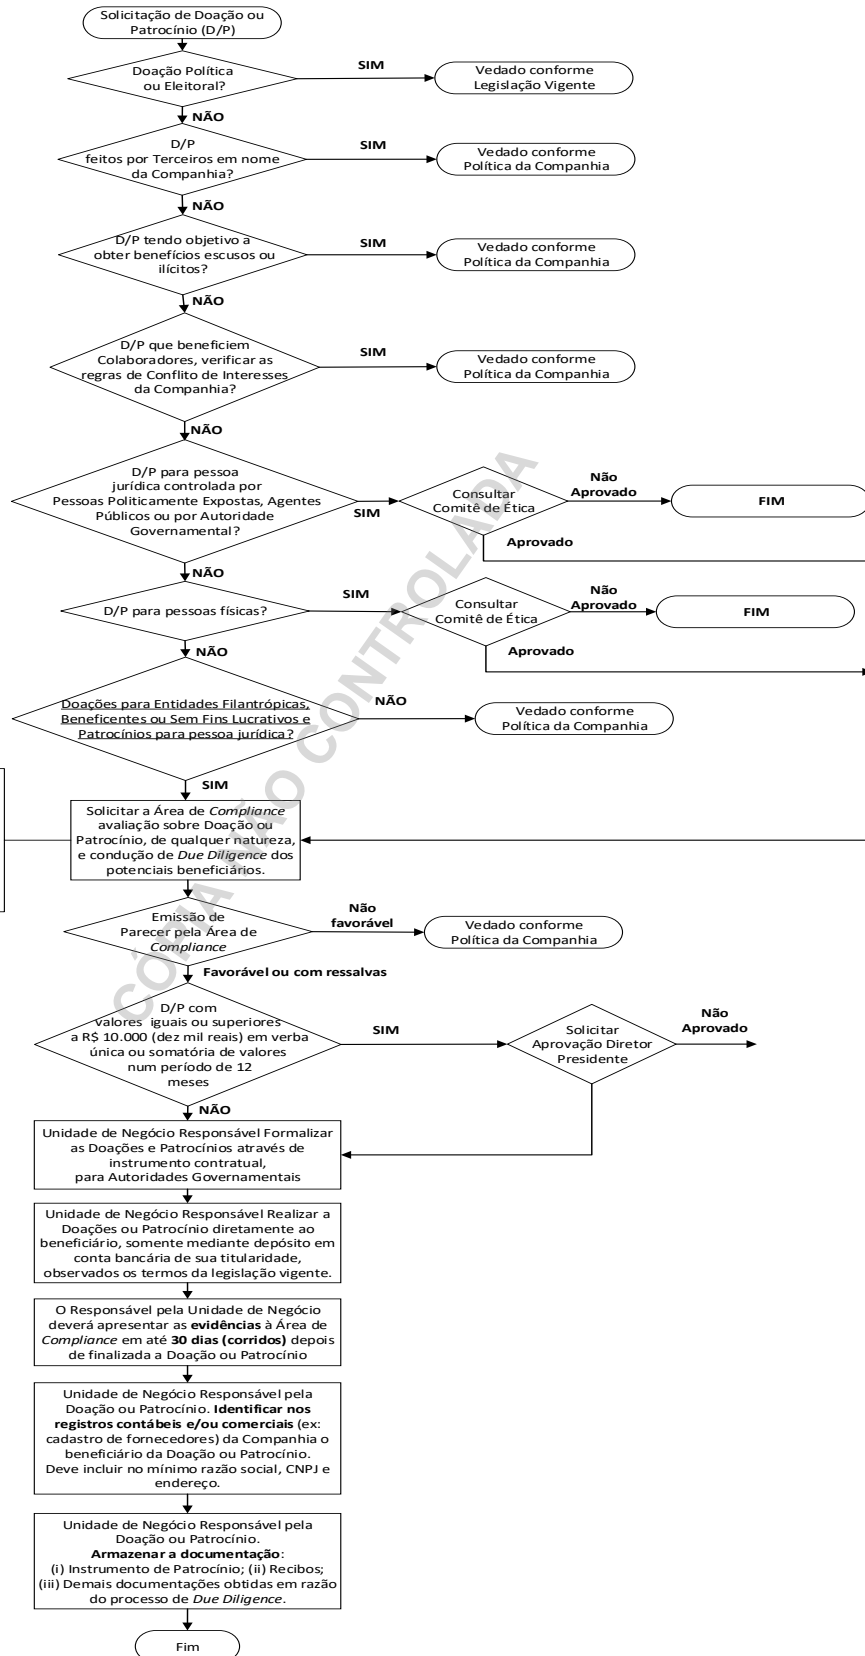 Solicitação de Doação ou
Patrocínio (D/P)
Doação Política
ou Eleitoral?
SIM
Vedado conforme
Legislação Vigente
NÃO
D/P
feitos por Terceiros em nome
da Companhia?
SIM
Vedado conforme
Política da Companhia
NÃO
D/P tendo objetivo a
obter benefícios escusos ou
ilícitos?
SIM
Vedado conforme
Política da Companhia
NÃO
D/P que beneficiem
Colaboradores, verificar as
regras de Conflito de Interesses
da Companhia?
SIM
Vedado conforme
Política da Companhia
NÃO
D/P para pessoa
jurídica controlada por
Pessoas Politicamente Expostas, Agentes
Públicos ou por Autoridade
Governamental?
SIM
Consultar
Comitê de Ética
Não
Aprovado
FIM
Aprovado
NÃO
D/P para pessoas físicas?
SIM
Consultar
Comitê de Ética
Não
Aprovado
FIM
Aprovado
NÃO
Doações para Entidades Filantrópicas,
Beneficentes ou Sem Fins Lucrativos e
Patrocínios para pessoa jurídica?
NÃO
Vedado conforme
Política da Companhia
SIM
Solicitar a Área de Compliance
avaliação sobre Doação ou
Patrocínio, de qualquer natureza,
e condução de Due Diligence dos
potenciais beneficiários.
Emissão de
Parecer pela Área de
Compliance
Não
favorável
Vedado conforme
Política da Companhia
Favorável ou com ressalvas
D/P com
valores iguais ou superiores
a R$ 10.000 (dez mil reais) em verba
única ou somatória de valores
num período de 12
meses
SIM
Solicitar
Aprovação Diretor
Presidente
Não
Aprovado
NÃO
Unidade de Negócio Responsável Formalizar
as Doações e Patrocínios através de
instrumento contratual,
para Autoridades Governamentais
Unidade de Negócio Responsável Realizar a
Doações ou Patrocínio diretamente ao
beneficiário, somente mediante depósito em
conta bancária de sua titularidade,
observados os termos da legislação vigente.
O Responsável pela Unidade de Negócio
deverá apresentar as evidências à Área de
Compliance em até 30 dias (corridos) depois
de finalizada a Doação ou Patrocínio
Unidade de Negócio Responsável pela
Doação ou Patrocínio. Identificar nos
registros contábeis e/ou comerciais (ex:
cadastro de fornecedores) da Companhia o
beneficiário da Doação ou Patrocínio.
Deve incluir no mínimo razão social, CNPJ e
endereço.
Unidade de Negócio Responsável pela
Doação ou Patrocínio.
Armazenar a documentação:
(i) Instrumento de Patrocínio; (ii) Recibos;
(iii) Demais documentações obtidas em razão
do processo de Due Diligence.
Fim
CÓPIA NÃO CONTROLADA